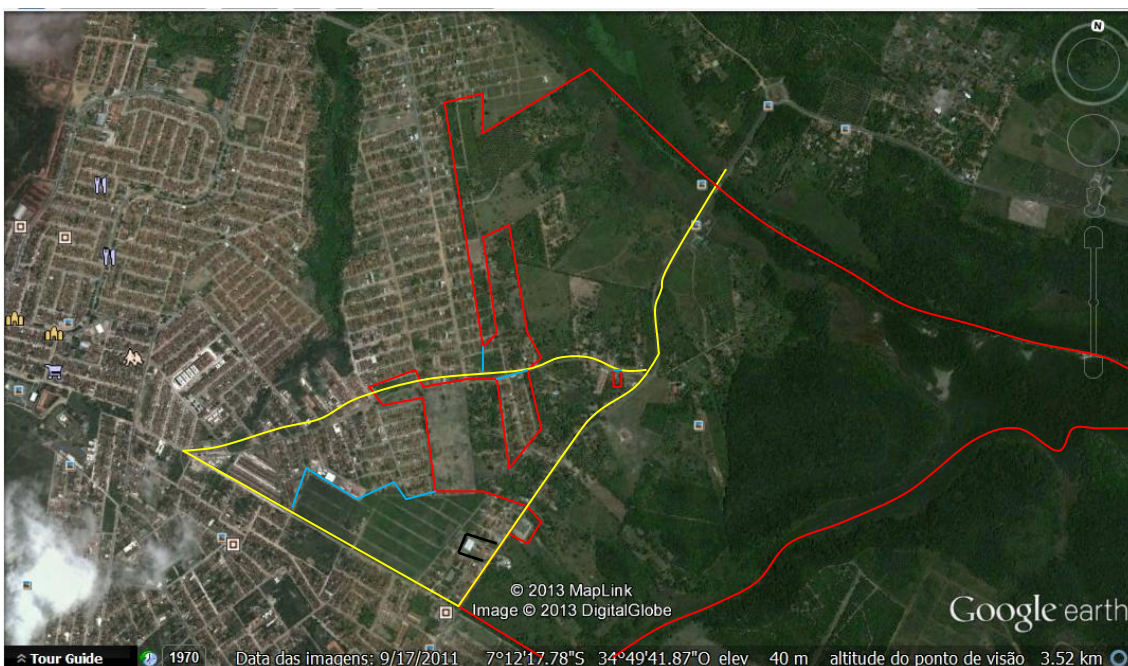 N
© 2013 MapLink
Image © 2013 DigitalGlobe
Google earth
Tour Guide
1970
Data das imagens: 9/17/2011 7°12'17.78"S 34°49'41.87"O elev 40 m altitude do ponto de visão 3.52 km